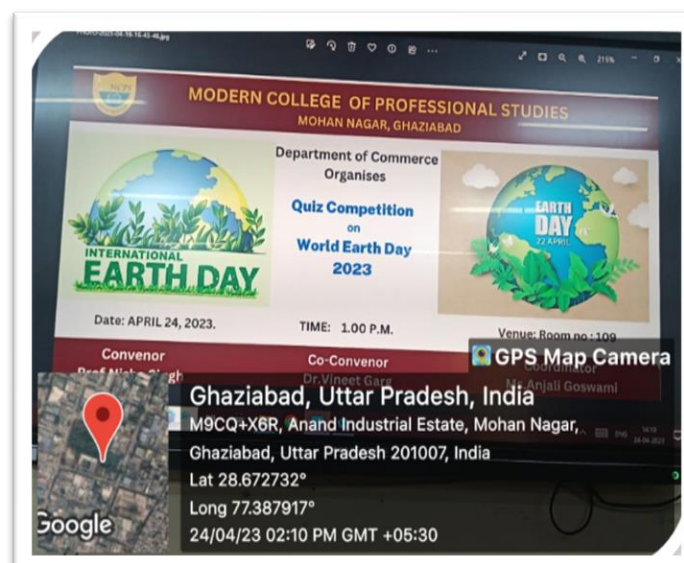 215%
MCPS
MODERN COLLEGE OF PROFESSIONAL STUDIES
MOHAN NAGAR, GHAZIABAD
Department of Commerce
Organises
Quiz Competition
on
World Earth Day
2023
INTERNATIONAL
EARTH DAY
EARTH
DAY
22 APRIL
Date: APRIL 24, 2023.
TIME: 1.00 P.M.
Venue: Room no : 109
Convenor
Co-Convenor
Coordinator
Dr.Vineet Garg
Ms.Anjali Goswami
GPS Map Camera
Ghaziabad, Uttar Pradesh, India
M9CQ+X6R, Anand Industrial Estate, Mohan Nagar,
Ghaziabad, Uttar Pradesh 201007, India
Lat 28.672732°
Long 77.387917°
24/04/23 02:10 PM GMT +05:30
Google
ENG